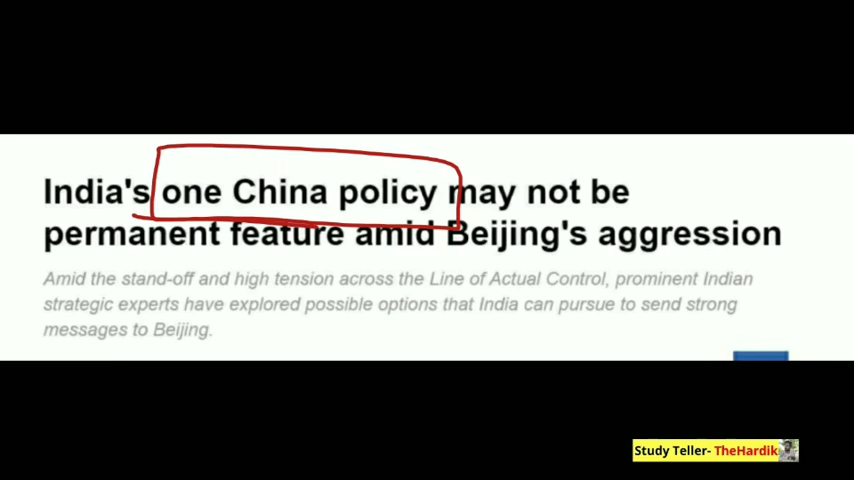 India's one China policy may not be
permanent feature amid Beijing's aggression
Amid the stand-off and high tension across the Line of Actual Control, prominent Indian
strategic experts have explored possible options that India can pursue to send strong
messages to Beijing.
Study Teller- TheHardik